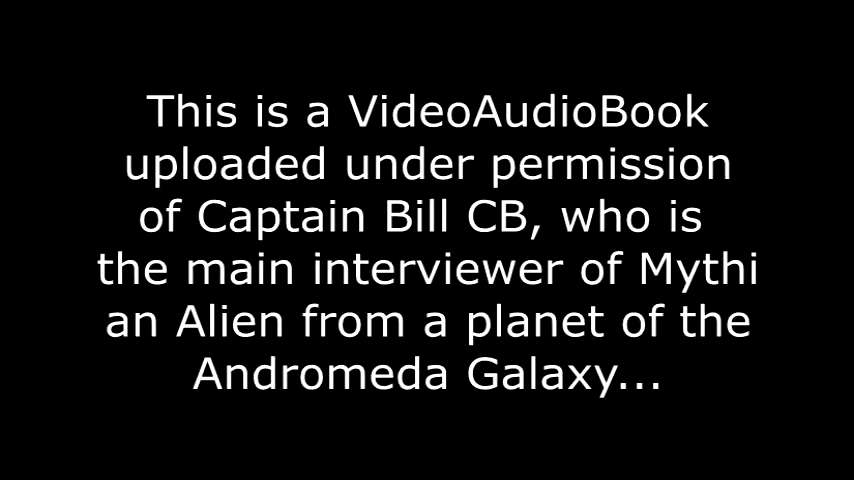 This is a VideoAudioBook
uploaded under permission
of Captain Bill CB, who is
the main interviewer of Mythi
an Alien from a planet of the
Andromeda Galaxy...